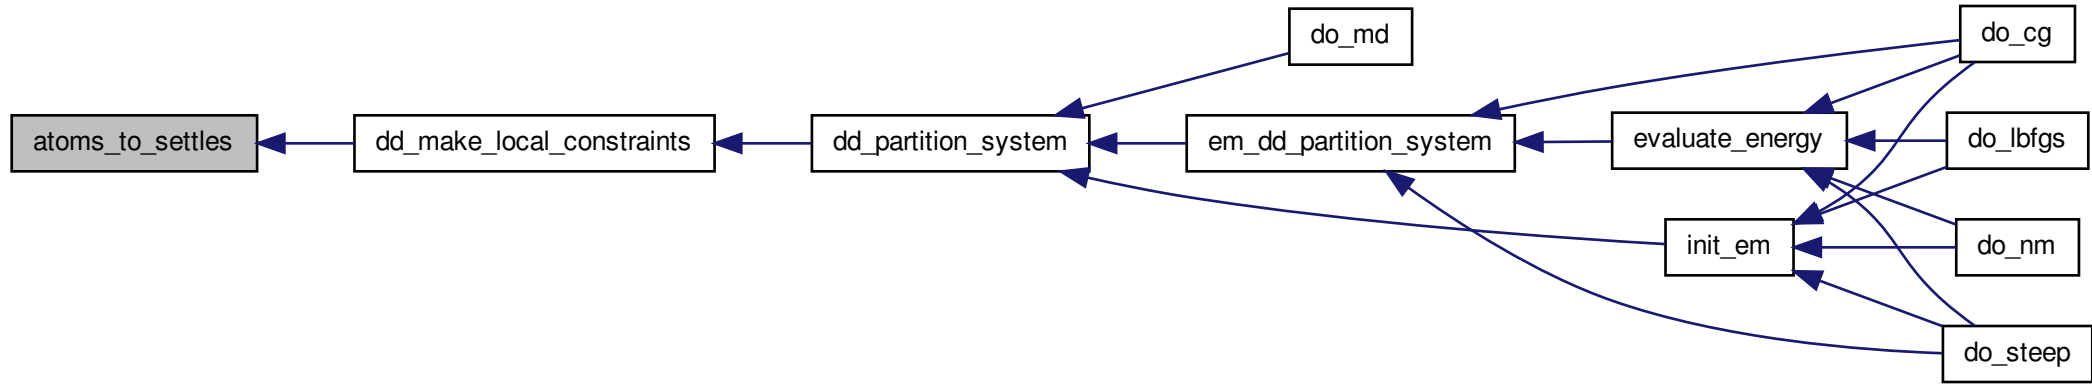 atoms_to_settles
dd_make_local_constraints
dd_partition_system
do_md
em_dd_partition_system
evaluate_energy
init_em
do_cg
do_lbfgs
do_nm
do_steep